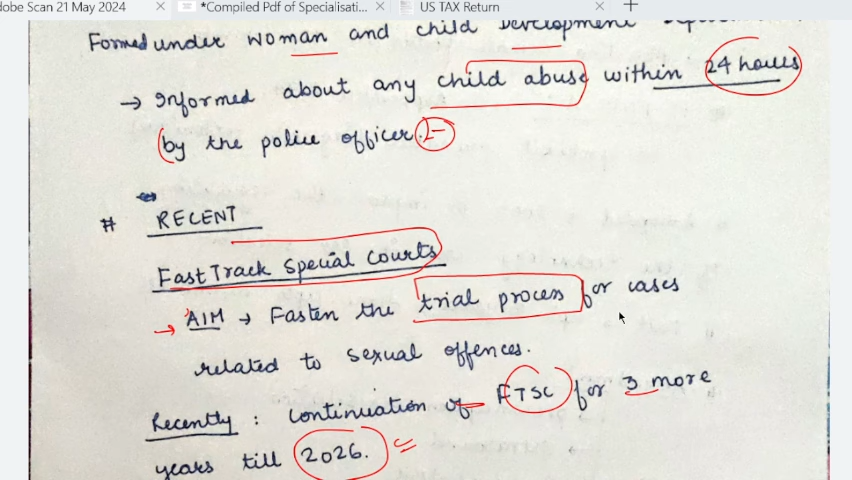 dobe Scan 21 May 2024 × *Compiled Pdf of Specialisati... × US TAX Return × +
Formed under woman and child Development
→ Informed about any child abuse within 24 hours
(by the police officer.
# RECENT
Fast Track Special Courts
→ AIM → Fasten the trial process for cases
related to sexual offences.
Recently : Continuation of FTSC for 3 more
years till 2026.